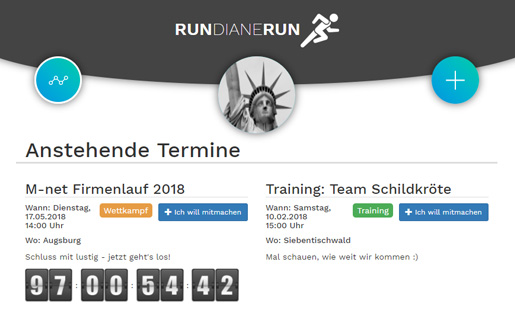 RUNDIANERUN
Anstehende Termine
M-net Firmenlauf 2018
Wann: Dienstag,
17.05.2018
14:00 Uhr
Wettkampf
Ich will mitmachen
Wo: Augsburg
Schluss mit lustig - jetzt geht's los!
97:00:54:42
Training: Team Schildkröte
Wann: Samstag,
10.02.2018
15:00 Uhr
Training
Ich will mitmachen
Wo: Siebentischwald
Mal schauen, wie weit wir kommen :)